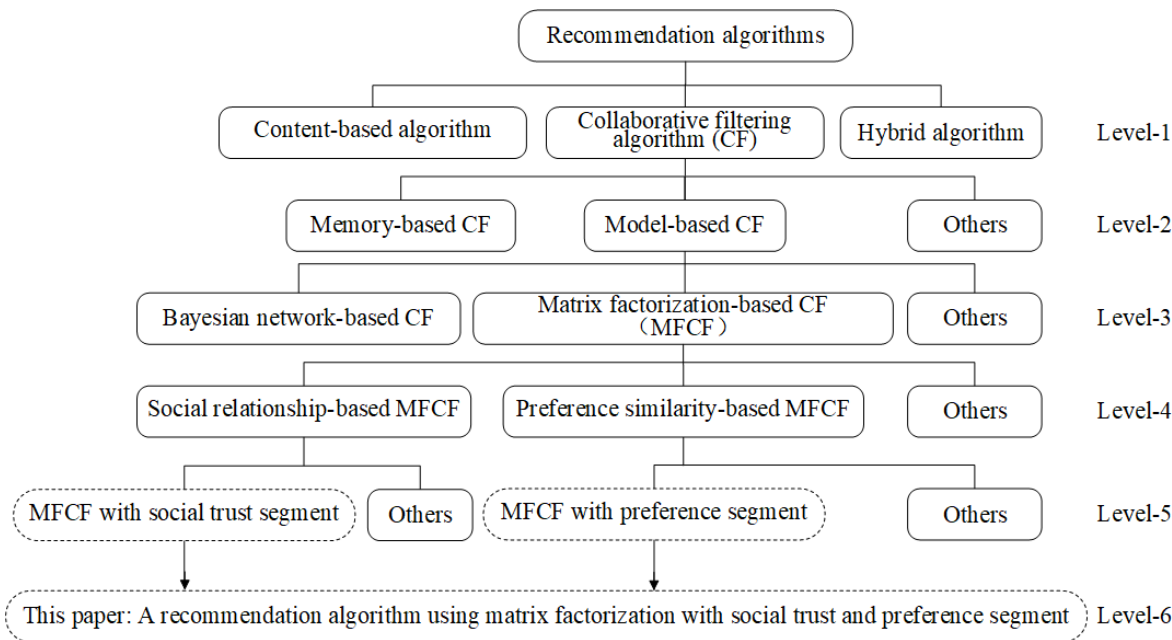 Recommendation algorithms
Content-based algorithm
Collaborative filtering
algorithm (CF)
Hybrid algorithm
Level-1
Memory-based CF
Model-based CF
Others
Level-2
Bayesian network-based CF
Matrix factorization-based CF
（MFCF）
Others
Level-3
Social relationship-based MFCF
Preference similarity-based MFCF
Others
Level-4
MFCF with social trust segment
Others
MFCF with preference segment
Others
Level-5
This paper: A recommendation algorithm using matrix factorization with social trust and preference segment
Level-6